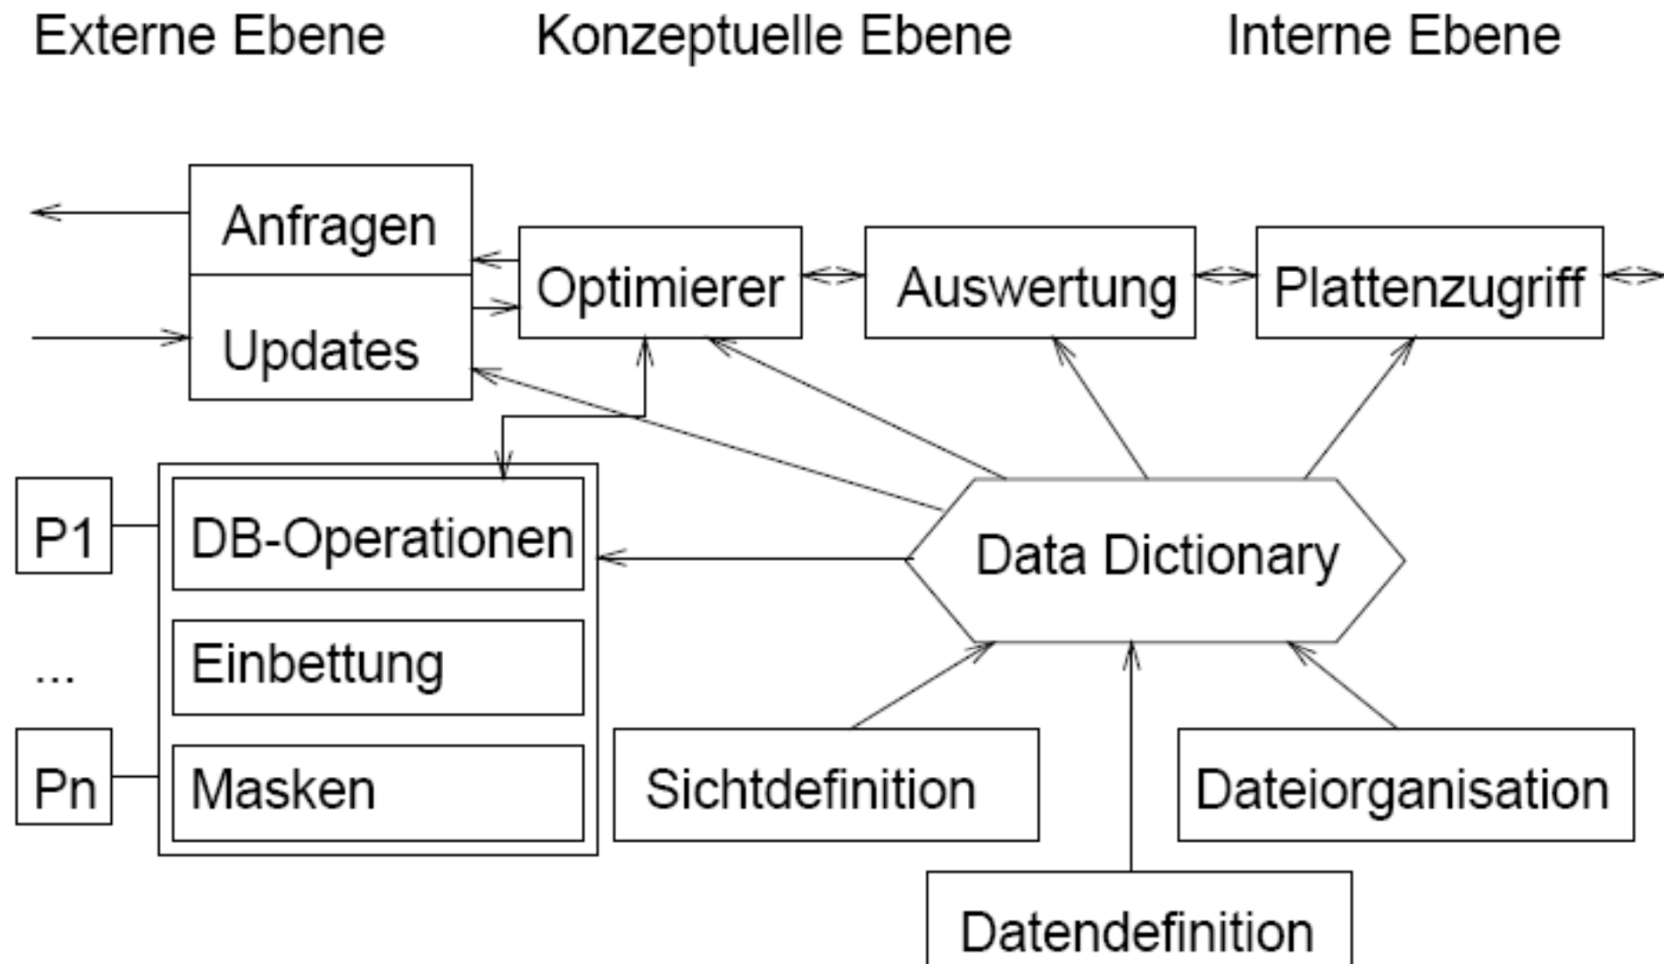 Externe Ebene
Konzeptuelle Ebene
Interne Ebene
Anfragen
Updates
Optimierer
Auswertung
Plattenzugriff
P1
...
Pn
DB-Operationen
Einbettung
Masken
Data Dictionary
Sichtdefinition
Dateiorganisation
Datendefinition